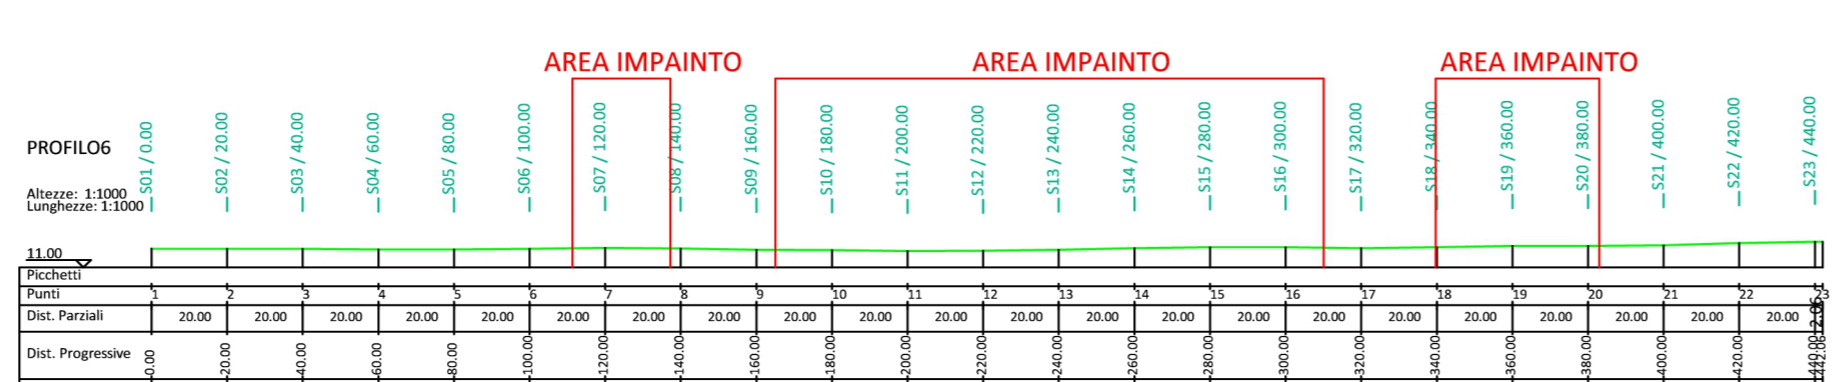 AREA IMPAINTO AREA IMPAINTO AREA IMPAINTO
S01 / 0.00 S02 / 20.00 S03 / 40.00 S04 / 60.00 S05 / 80.00 S06 / 100.00 S07 / 120.00 S08 / 140.00 S09 / 160.00 S10 / 180.00 S11 / 200.00 S12 / 220.00 S13 / 240.00 S14 / 260.00 S15 / 280.00 S16 / 300.00 S17 / 320.00 S18 / 340.00 S19 / 360.00 S20 / 380.00 S21 / 400.00 S22 / 420.00 S23 / 440.00
PROFILO6
Altezze: 1:1000
Lunghezze: 1:1000
11.00
Picchetti
Punti 1 2 3 4 5 6 7 8 9 10 11 12 13 14 15 16 17 18 19 20 21 22 23
Dist. Parziali 20.00 20.00 20.00 20.00 20.00 20.00 20.00 20.00 20.00 20.00 20.00 20.00 20.00 20.00 20.00 20.00 20.00 20.00 20.00 20.00 20.00 20.00
Dist. Progressive 0.00 20.00 40.00 60.00 80.00 100.00 120.00 140.00 160.00 180.00 200.00 220.00 240.00 260.00 280.00 300.00 320.00 340.00 360.00 380.00 400.00 420.00